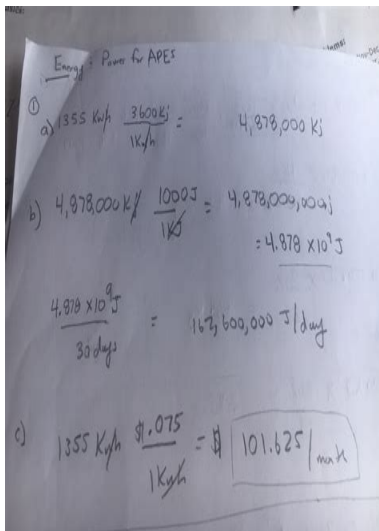 Energy: Power for APES
①
a) 1355 Kwh 3600Kj / 1Kwh = 4,878,000 Kj
b) 4,878,000 Kj 1000J / 1KJ = 4,878,000,000j
= 4.878 x10⁹ J
4.878 x10⁹ J / 30 days = 162,600,000 J/day
c) 1355 Kwh $.075 / 1Kwh = $ 101.625/